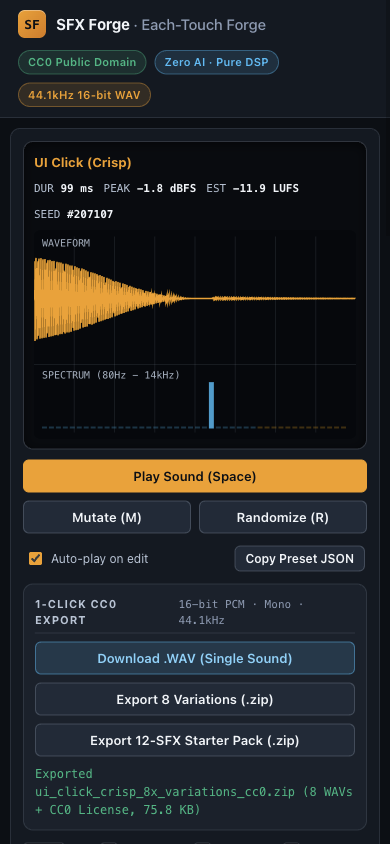 SF SFX Forge · Each-Touch Forge
CC0 Public Domain Zero AI · Pure DSP
44.1kHz 16-bit WAV
UI Click (Crisp)
DUR 99 ms PEAK −1.8 dBFS EST −11.9 LUFS
SEED #207107
WAVEFORM
SPECTRUM (80Hz – 14kHz)
Play Sound (Space)
Mutate (M) Randomize (R)
Auto-play on edit Copy Preset JSON
1-CLICK CC0 16-bit PCM · Mono ·
EXPORT 44.1kHz
Download .WAV (Single Sound)
Export 8 Variations (.zip)
Export 12-SFX Starter Pack (.zip)
Exported
ui_click_crisp_8x_variations_cc0.zip (8 WAVs
+ CC0 License, 75.8 KB)